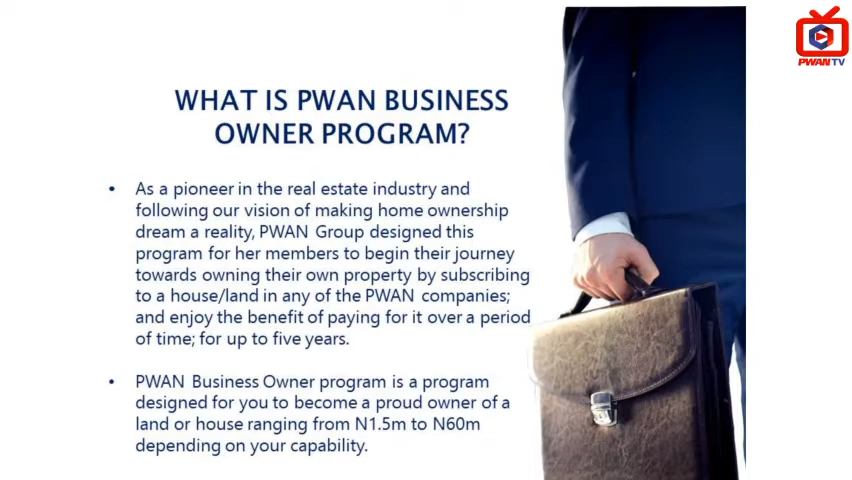 PWANTV
WHAT IS PWAN BUSINESS
OWNER PROGRAM?
• As a pioneer in the real estate industry and
following our vision of making home ownership
dream a reality, PWAN Group designed this
program for her members to begin their journey
towards owning their own property by subscribing
to a house/land in any of the PWAN companies;
and enjoy the benefit of paying for it over a period
of time; for up to five years.
• PWAN Business Owner program is a program
designed for you to become a proud owner of a
land or house ranging from N1.5m to N60m
depending on your capability.